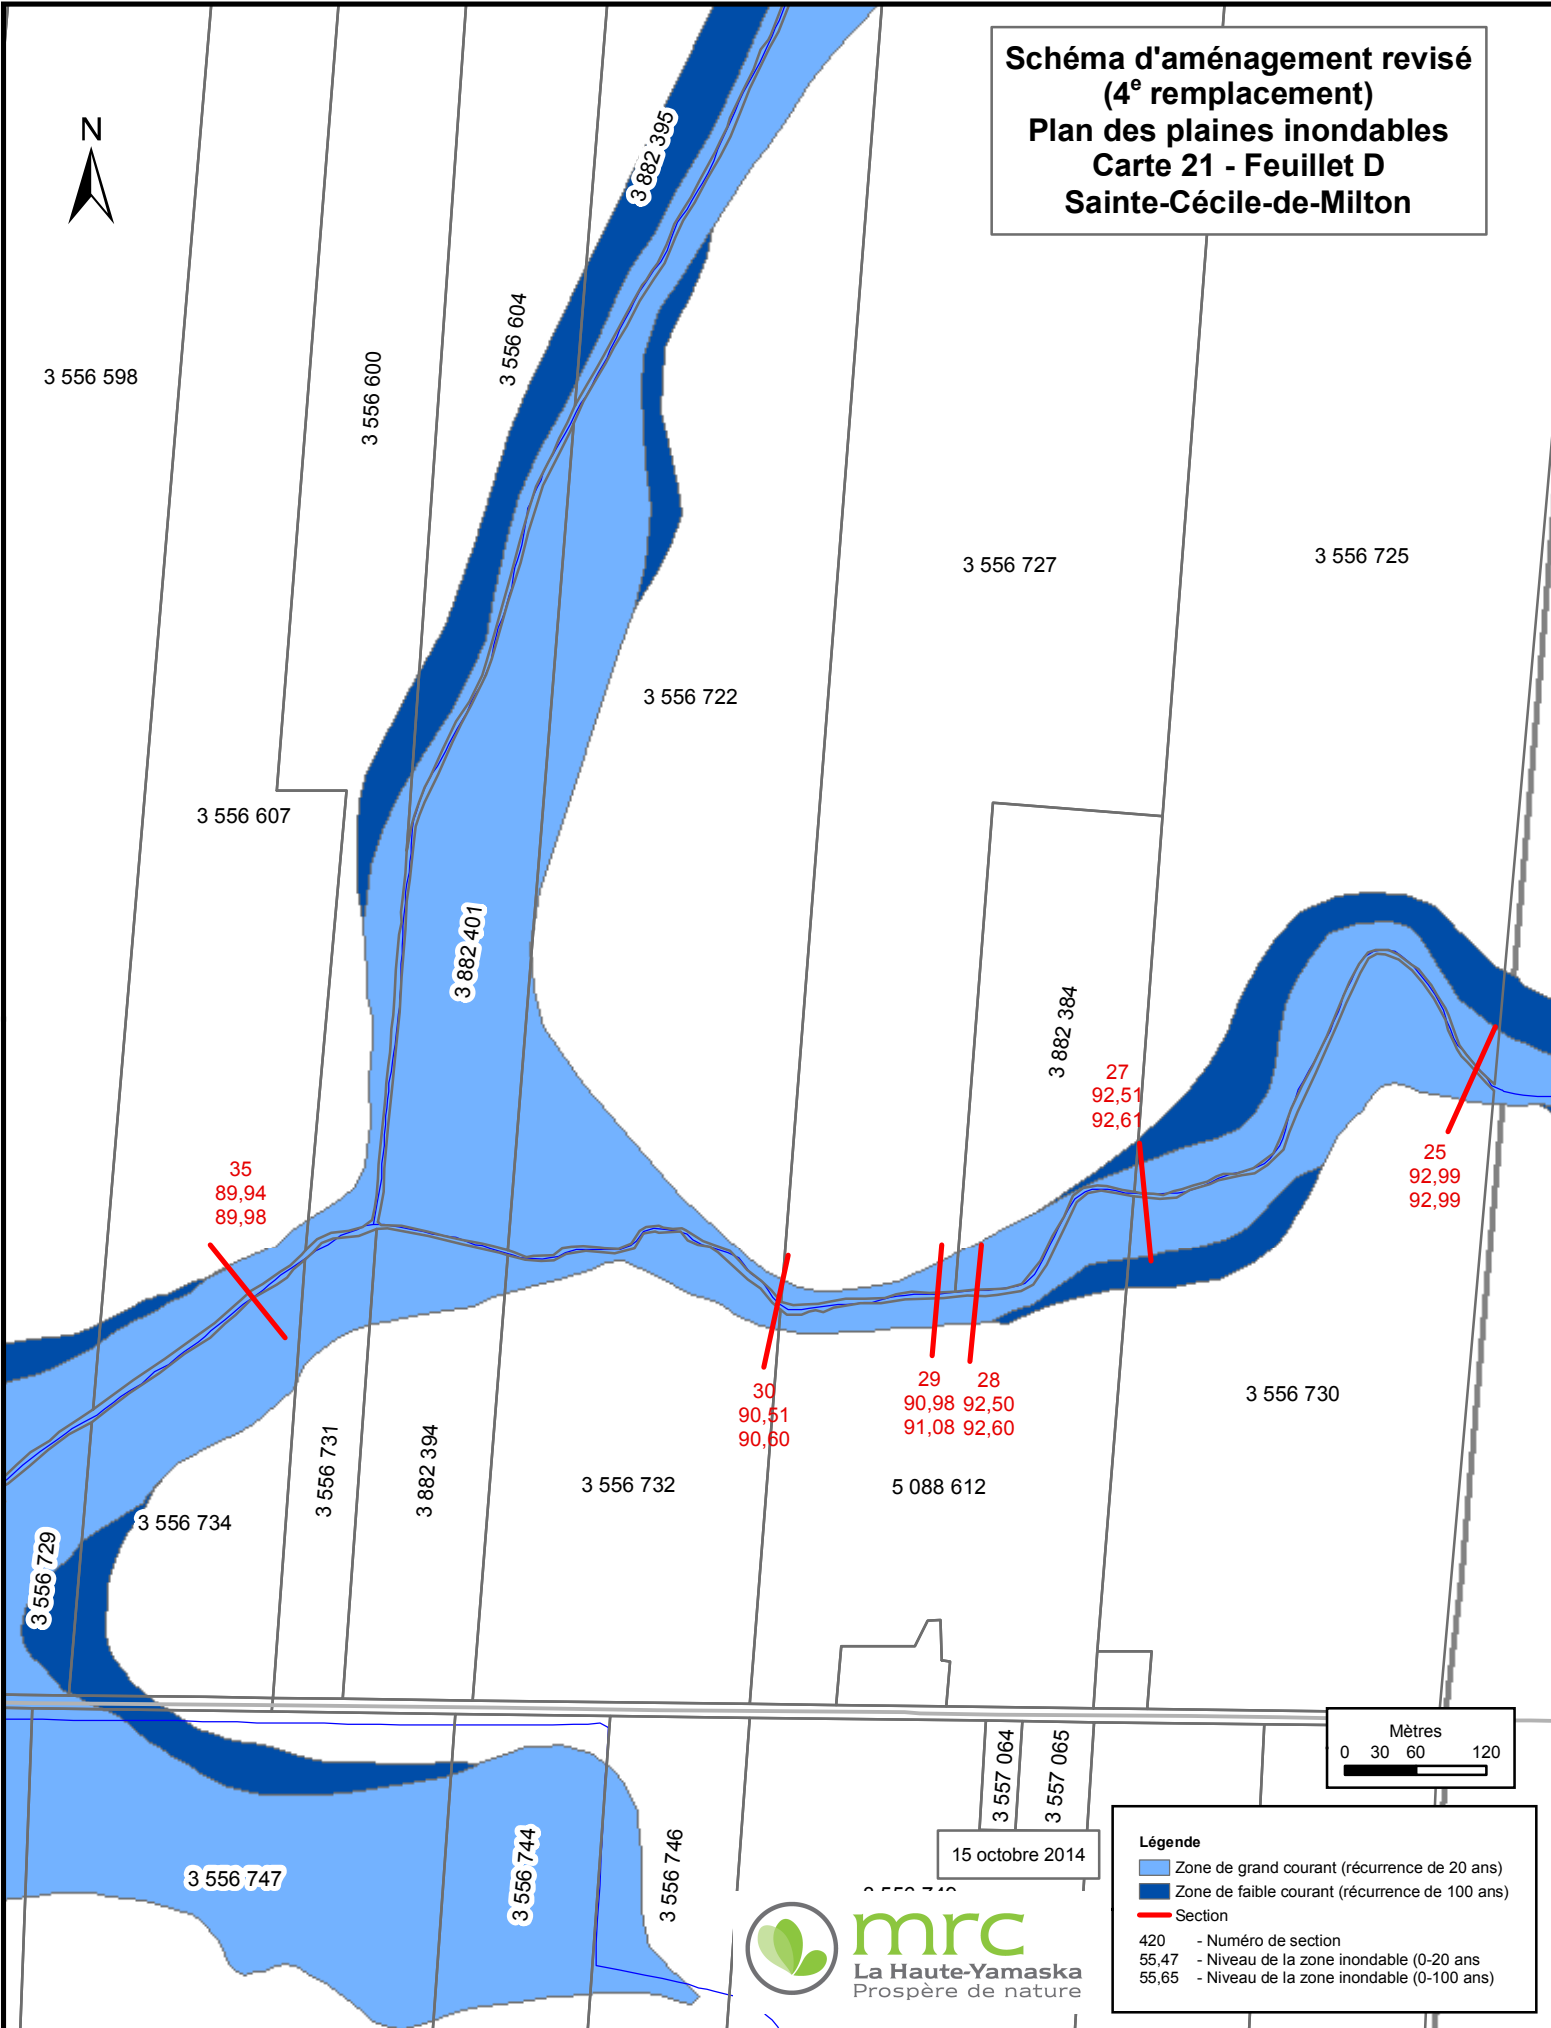 Schéma d'aménagement revisé
(4e remplacement)
Plan des plaines inondables
Carte 21 - Feuillet D
Sainte-Cécile-de-Milton
N
3 882 395
3 556 604
3 556 600
3 556 598
3 556 727
3 556 725
3 556 722
3 556 607
3 882 401
3 882 384
27
92,51
92,61
25
92,99
92,99
35
89,94
89,98
30
90,51
90,60
29
90,98
91,08
28
92,50
92,60
3 556 730
3 556 731
3 882 394
3 556 732
5 088 612
3 556 734
3 556 729
3 557 064
3 557 065
Mètres
0 30 60 120
3 556 747
3 556 744
3 556 746
15 octobre 2014
mrc
La Haute-Yamaska
Prospère de nature
Légende
Zone de grand courant (récurrence de 20 ans)
Zone de faible courant (récurrence de 100 ans)
Section
420 - Numéro de section
55,47 - Niveau de la zone inondable (0-20 ans
55,65 - Niveau de la zone inondable (0-100 ans)